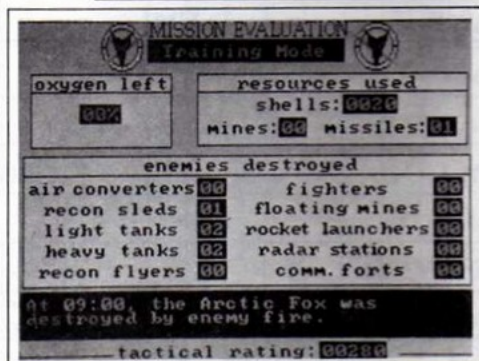 MISSION EVALUATION
Training Mode
oxygen left
00%
resources used
shells:0020
mines:00 missiles:01
enemies destroyed
air converters 00 fighters 00
recon sleds 01 floating mines 00
light tanks 02 rocket launchers 00
heavy tanks 02 radar stations 00
recon flyers 00 comm. forts 00
At 09:00, the Arctic Fox was
destroyed by enemy fire.
tactical rating:00280